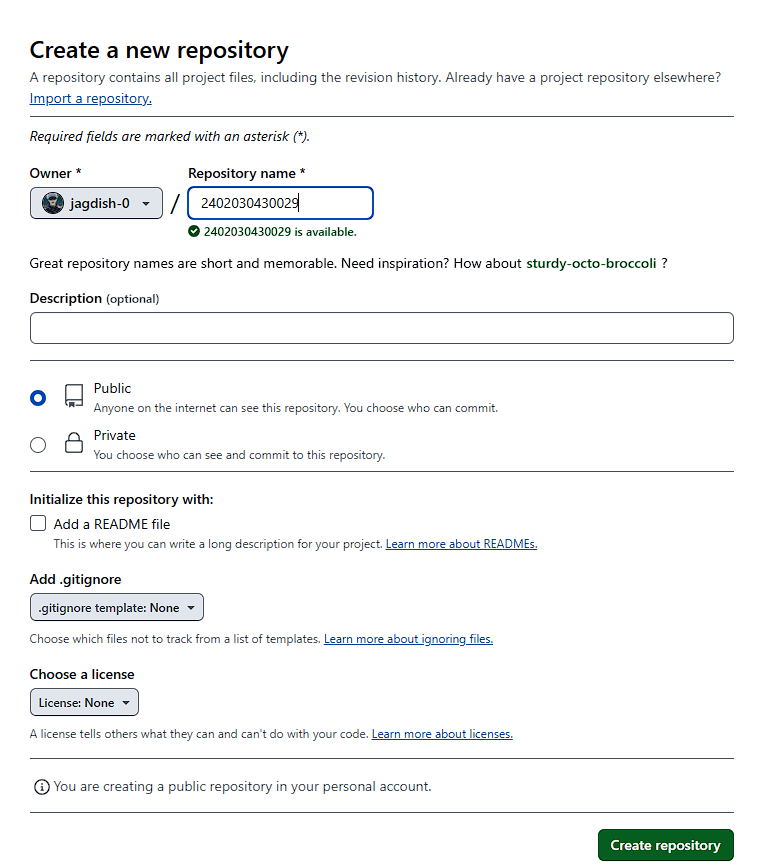 Create a new repository
A repository contains all project files, including the revision history. Already have a project repository elsewhere?
Import a repository.
Required fields are marked with an asterisk (*).
Owner * Repository name *
jagdish-0 / 2402030430029
2402030430029 is available.
Great repository names are short and memorable. Need inspiration? How about sturdy-octo-broccoli ?
Description (optional)
Public
Anyone on the internet can see this repository. You choose who can commit.
Private
You choose who can see and commit to this repository.
Initialize this repository with:
Add a README file
This is where you can write a long description for your project. Learn more about READMEs.
Add .gitignore
.gitignore template: None
Choose which files not to track from a list of templates. Learn more about ignoring files.
Choose a license
License: None
A license tells others what they can and can't do with your code. Learn more about licenses.
You are creating a public repository in your personal account.
Create repository